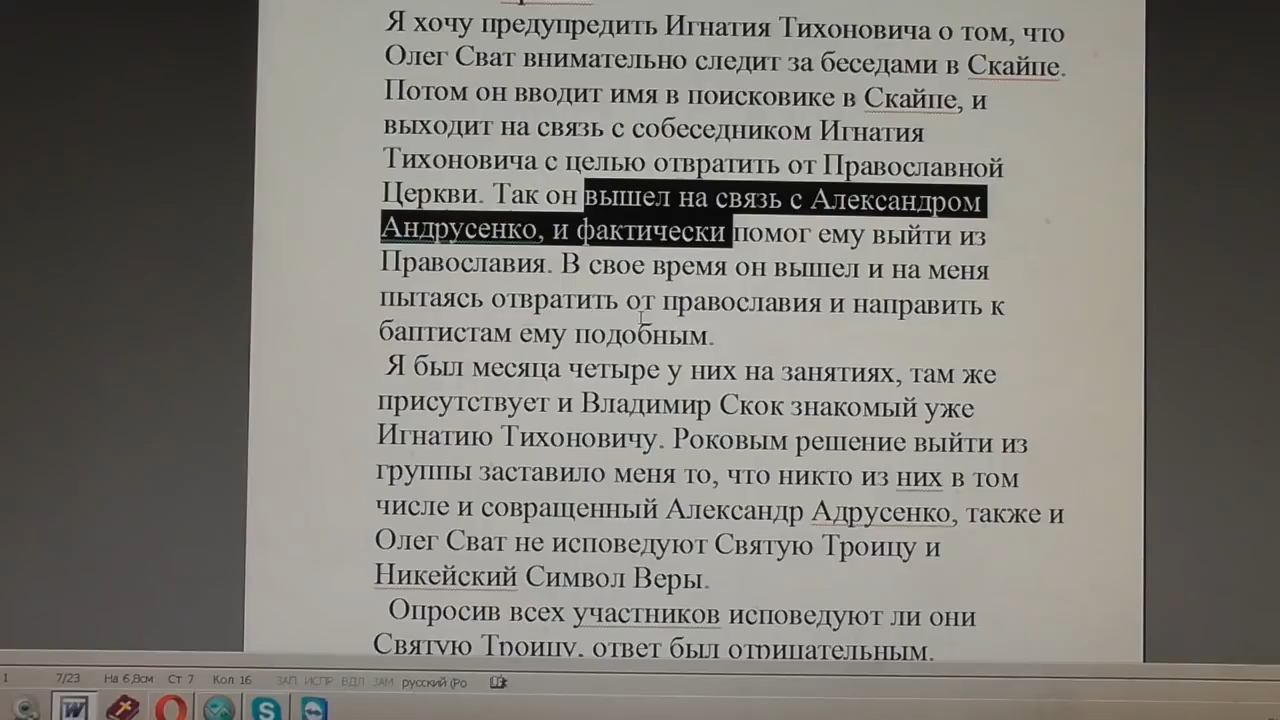 Я хочу предупредить Игнатия Тихоновича о том, что
Олег Сват внимательно следит за беседами в Скайпе.
Потом он вводит имя в поисковике в Скайпе, и
выходит на связь с собеседником Игнатия
Тихоновича с целью отвратить от Православной
Церкви. Так он вышел на связь с Александром
Андрусенко, и фактически помог ему выйти из
Православия. В свое время он вышел и на меня
пытаясь отвратить от православия и направить к
баптистам ему подобным.
Я был месяца четыре у них на занятиях, там же
присутствует и Владимир Скок знакомый уже
Игнатию Тихоновичу. Роковым решение выйти из
группы заставило меня то, что никто из них в том
числе и совращенный Александр Адрусенко, также и
Олег Сват не исповедуют Святую Троицу и
Никейский Символ Веры.
Опросив всех участников исповедуют ли они
Святую Троицу, ответ был отрицательным.
1 7/23 На 6,8см Ст 7 Кол 16 ЗАП ИСПР ВДЛ ЗАМ русский (Ро